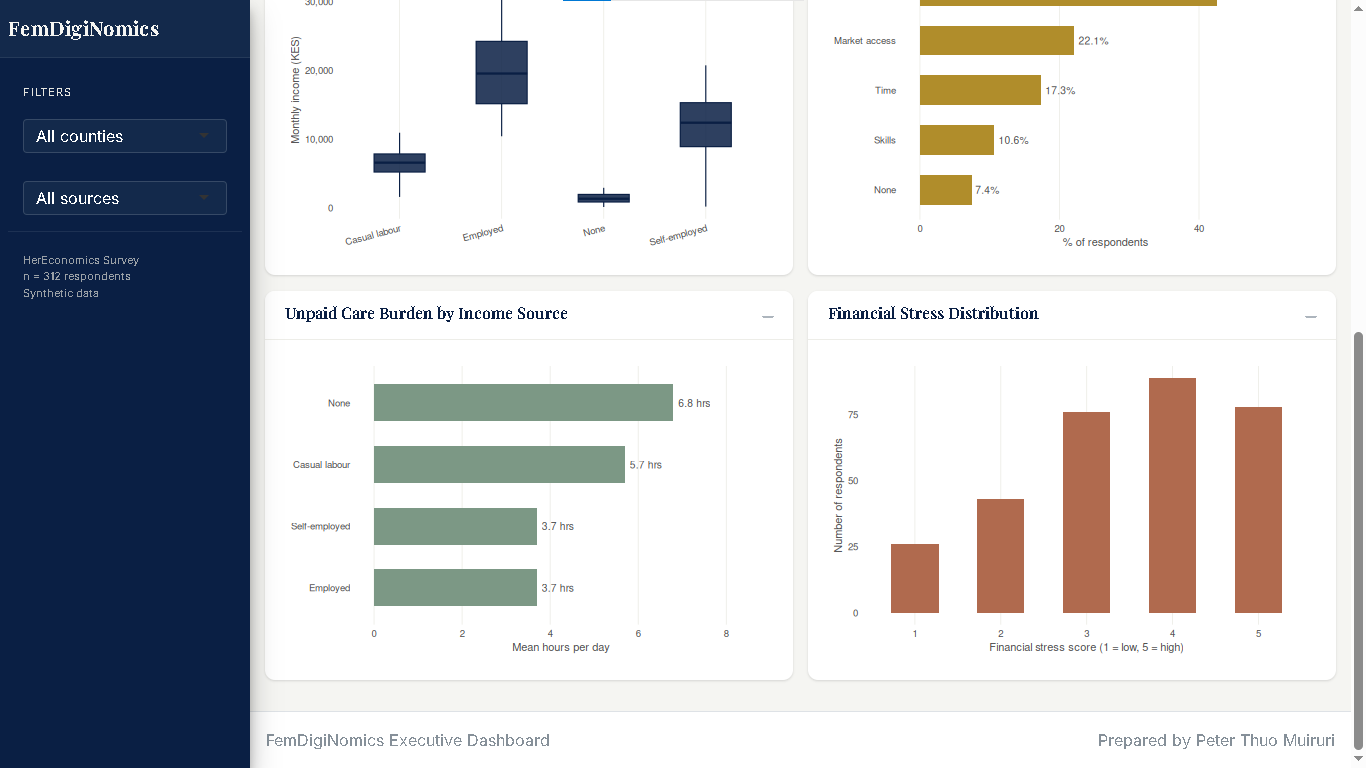 FemDigiNomics
FILTERS
All counties
All sources
HerEconomics Survey
n = 312 respondents
Synthetic data
Monthly income (KES)
30,000
20,000
10,000
0
Casual labour
Employed
None
Self-employed
Market access
22.1%
Time
17.3%
Skills
10.6%
None
7.4%
0
20
40
% of respondents
Unpaid Care Burden by Income Source
None
6.8 hrs
Casual labour
5.7 hrs
Self-employed
3.7 hrs
Employed
3.7 hrs
0
2
4
6
8
Mean hours per day
Financial Stress Distribution
Number of respondents
75
50
25
0
1
2
3
4
5
Financial stress score (1 = low, 5 = high)
FemDigiNomics Executive Dashboard
Prepared by Peter Thuo Muiruri